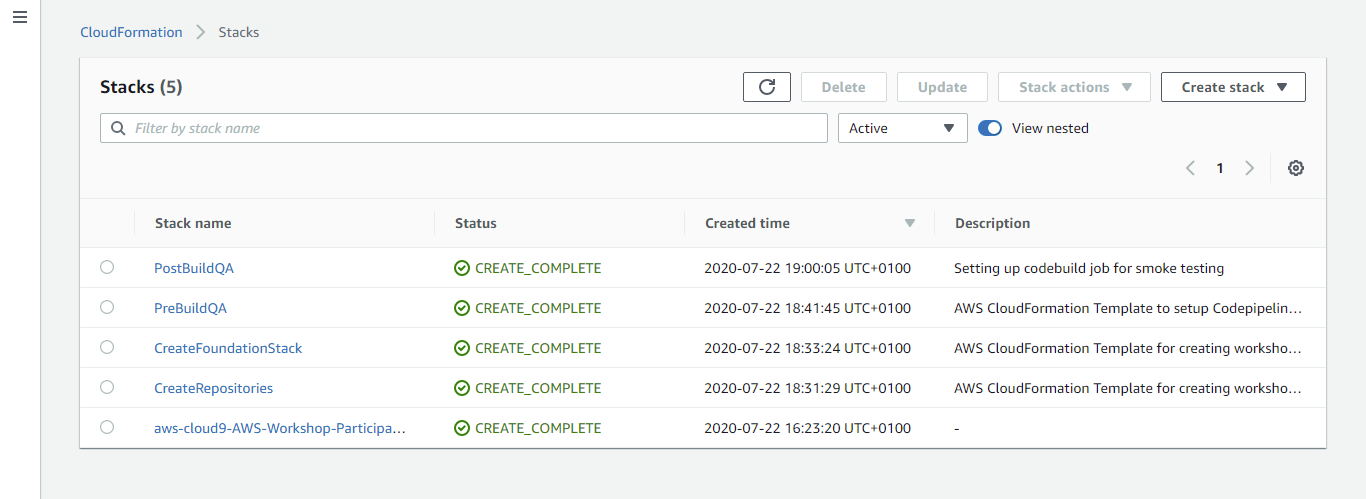 CloudFormation > Stacks
Stacks (5)
Delete Update Stack actions Create stack
Filter by stack name Active View nested
1
Stack name Status Created time Description
PostBuildQA CREATE_COMPLETE 2020-07-22 19:00:05 UTC+0100 Setting up codebuild job for smoke testing
PreBuildQA CREATE_COMPLETE 2020-07-22 18:41:45 UTC+0100 AWS CloudFormation Template to setup Codepipelin...
CreateFoundationStack CREATE_COMPLETE 2020-07-22 18:33:24 UTC+0100 AWS CloudFormation Template for creating worksho...
CreateRepositories CREATE_COMPLETE 2020-07-22 18:31:29 UTC+0100 AWS CloudFormation Template for creating worksho...
aws-cloud9-AWS-Workshop-Participa... CREATE_COMPLETE 2020-07-22 16:23:20 UTC+0100 -